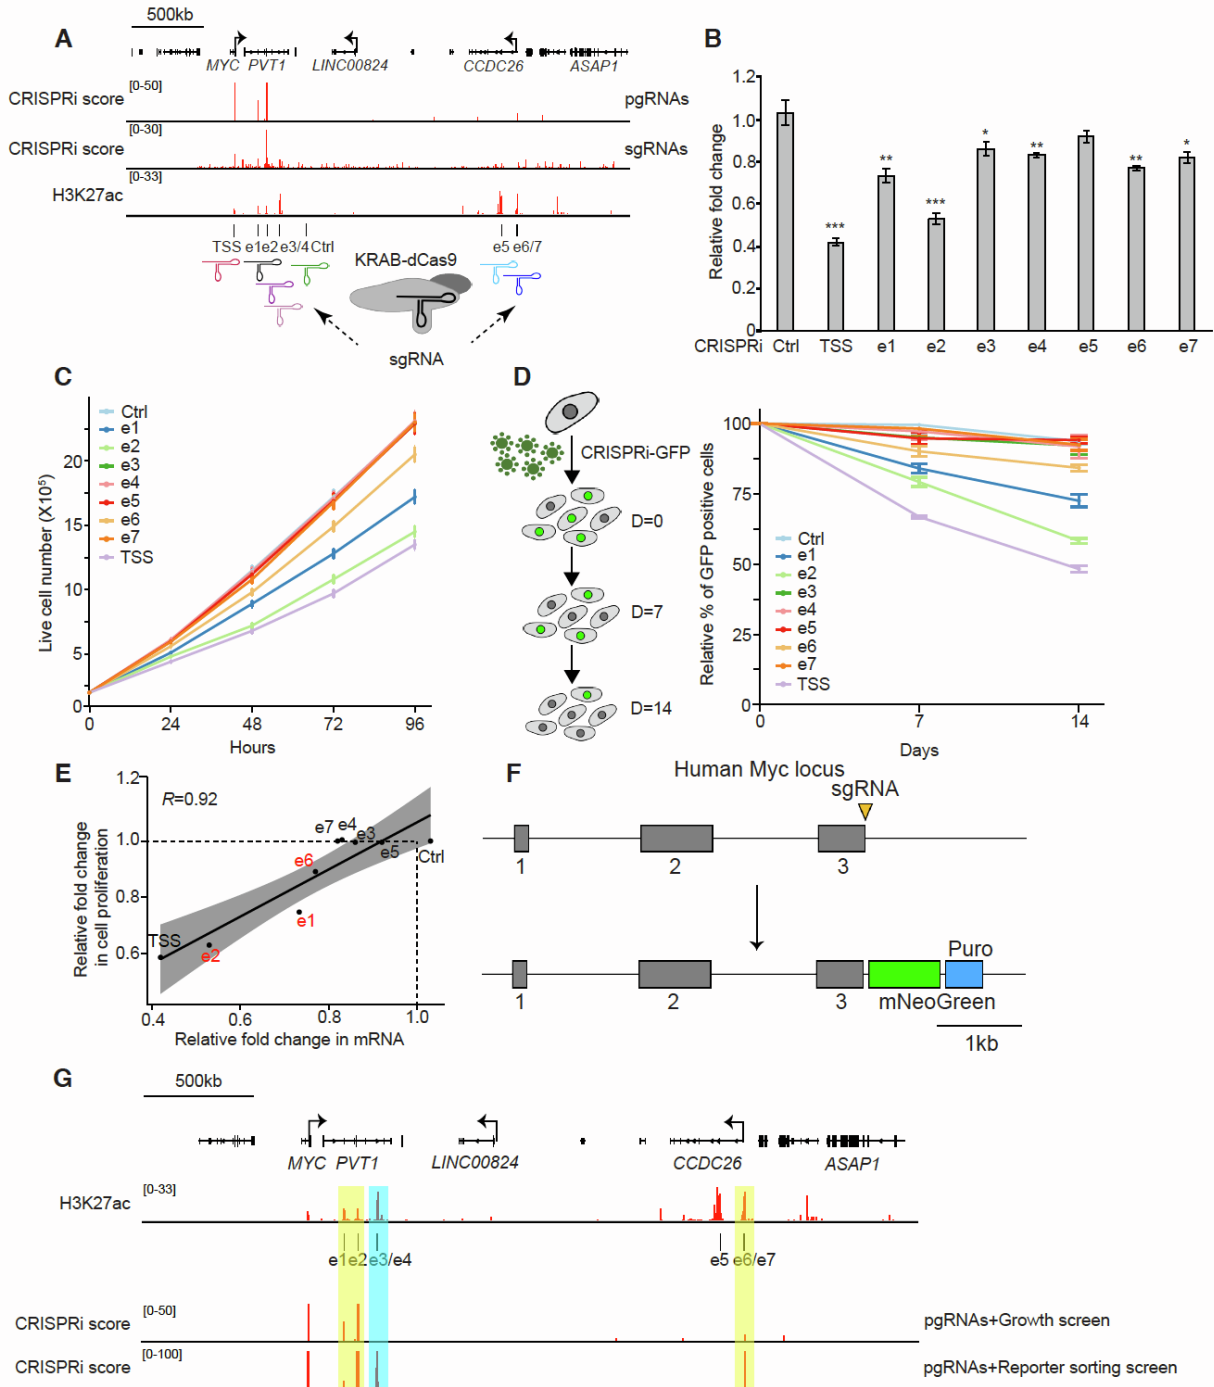 A
500kb
MYC PVT1 LINC00824 CCDC26 ASAP1
CRISPRi score [0-50] pgRNAs
CRISPRi score [0-30] sgRNAs
H3K27ac [0-33]
TSS e1e2 e3/4 Ctrl e5 e6/7
KRAB-dCas9
sgRNA
B
Relative fold change
1.2
1.0
0.8
0.6
0.4
0.2
0
*** ** *** * ** ** *
CRISPRi Ctrl TSS e1 e2 e3 e4 e5 e6 e7
C
Live cell number (X10⁵)
20
15
10
5
0
Ctrl
e1
e2
e3
e4
e5
e6
e7
TSS
0 24 48 72 96
Hours
D
CRISPRi-GFP
D=0
D=7
D=14
Relative % of GFP positive cells
100
75
50
25
0
Ctrl
e1
e2
e3
e4
e5
e6
e7
TSS
0 7 14
Days
E
Relative fold change
in cell proliferation
1.2
1.0
0.8
0.6
R=0.92
e7 e4 e3
e5 Ctrl
e6
e1
TSS
e2
0.4 0.6 0.8 1.0
Relative fold change in mRNA
F
Human Myc locus
sgRNA
1 2 3
Puro
1 2 3 mNeoGreen
1kb
G
500kb
MYC PVT1 LINC00824 CCDC26 ASAP1
H3K27ac [0-33]
e1e2 e3/e4 e5 e6/e7
CRISPRi score [0-50] pgRNAs+Growth screen
CRISPRi score [0-100] pgRNAs+Reporter sorting screen